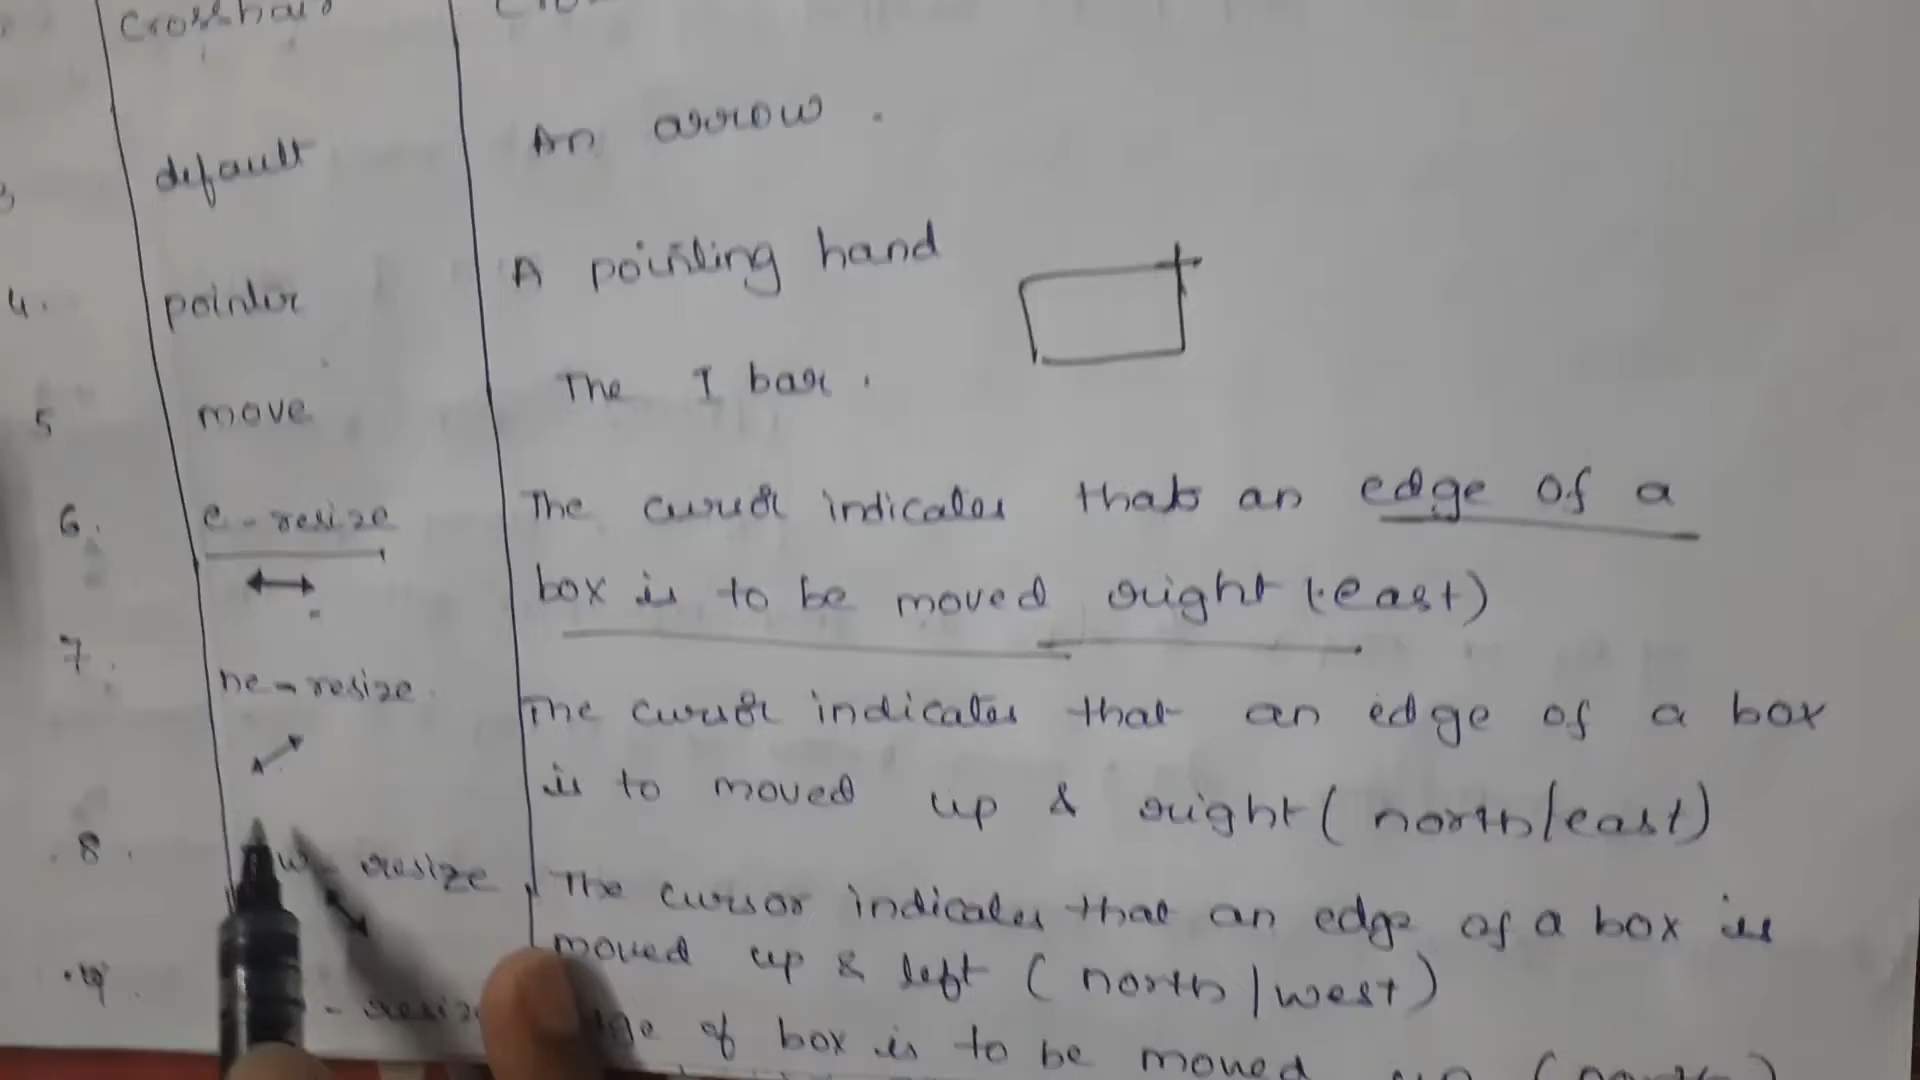 Crosshair
default An arrow.
4. pointer A pointing hand
5 move The I bar.
6. e-resize The cursor indicates that an edge of a
box is to be moved right (east)
7. ne-resize. The cursor indicates that an edge of a box
is to moved up & right (north/east)
8. w-resize The cursor indicates that an edge of a box is
moved up & left (north/west)
9. -resize of box is to be moved